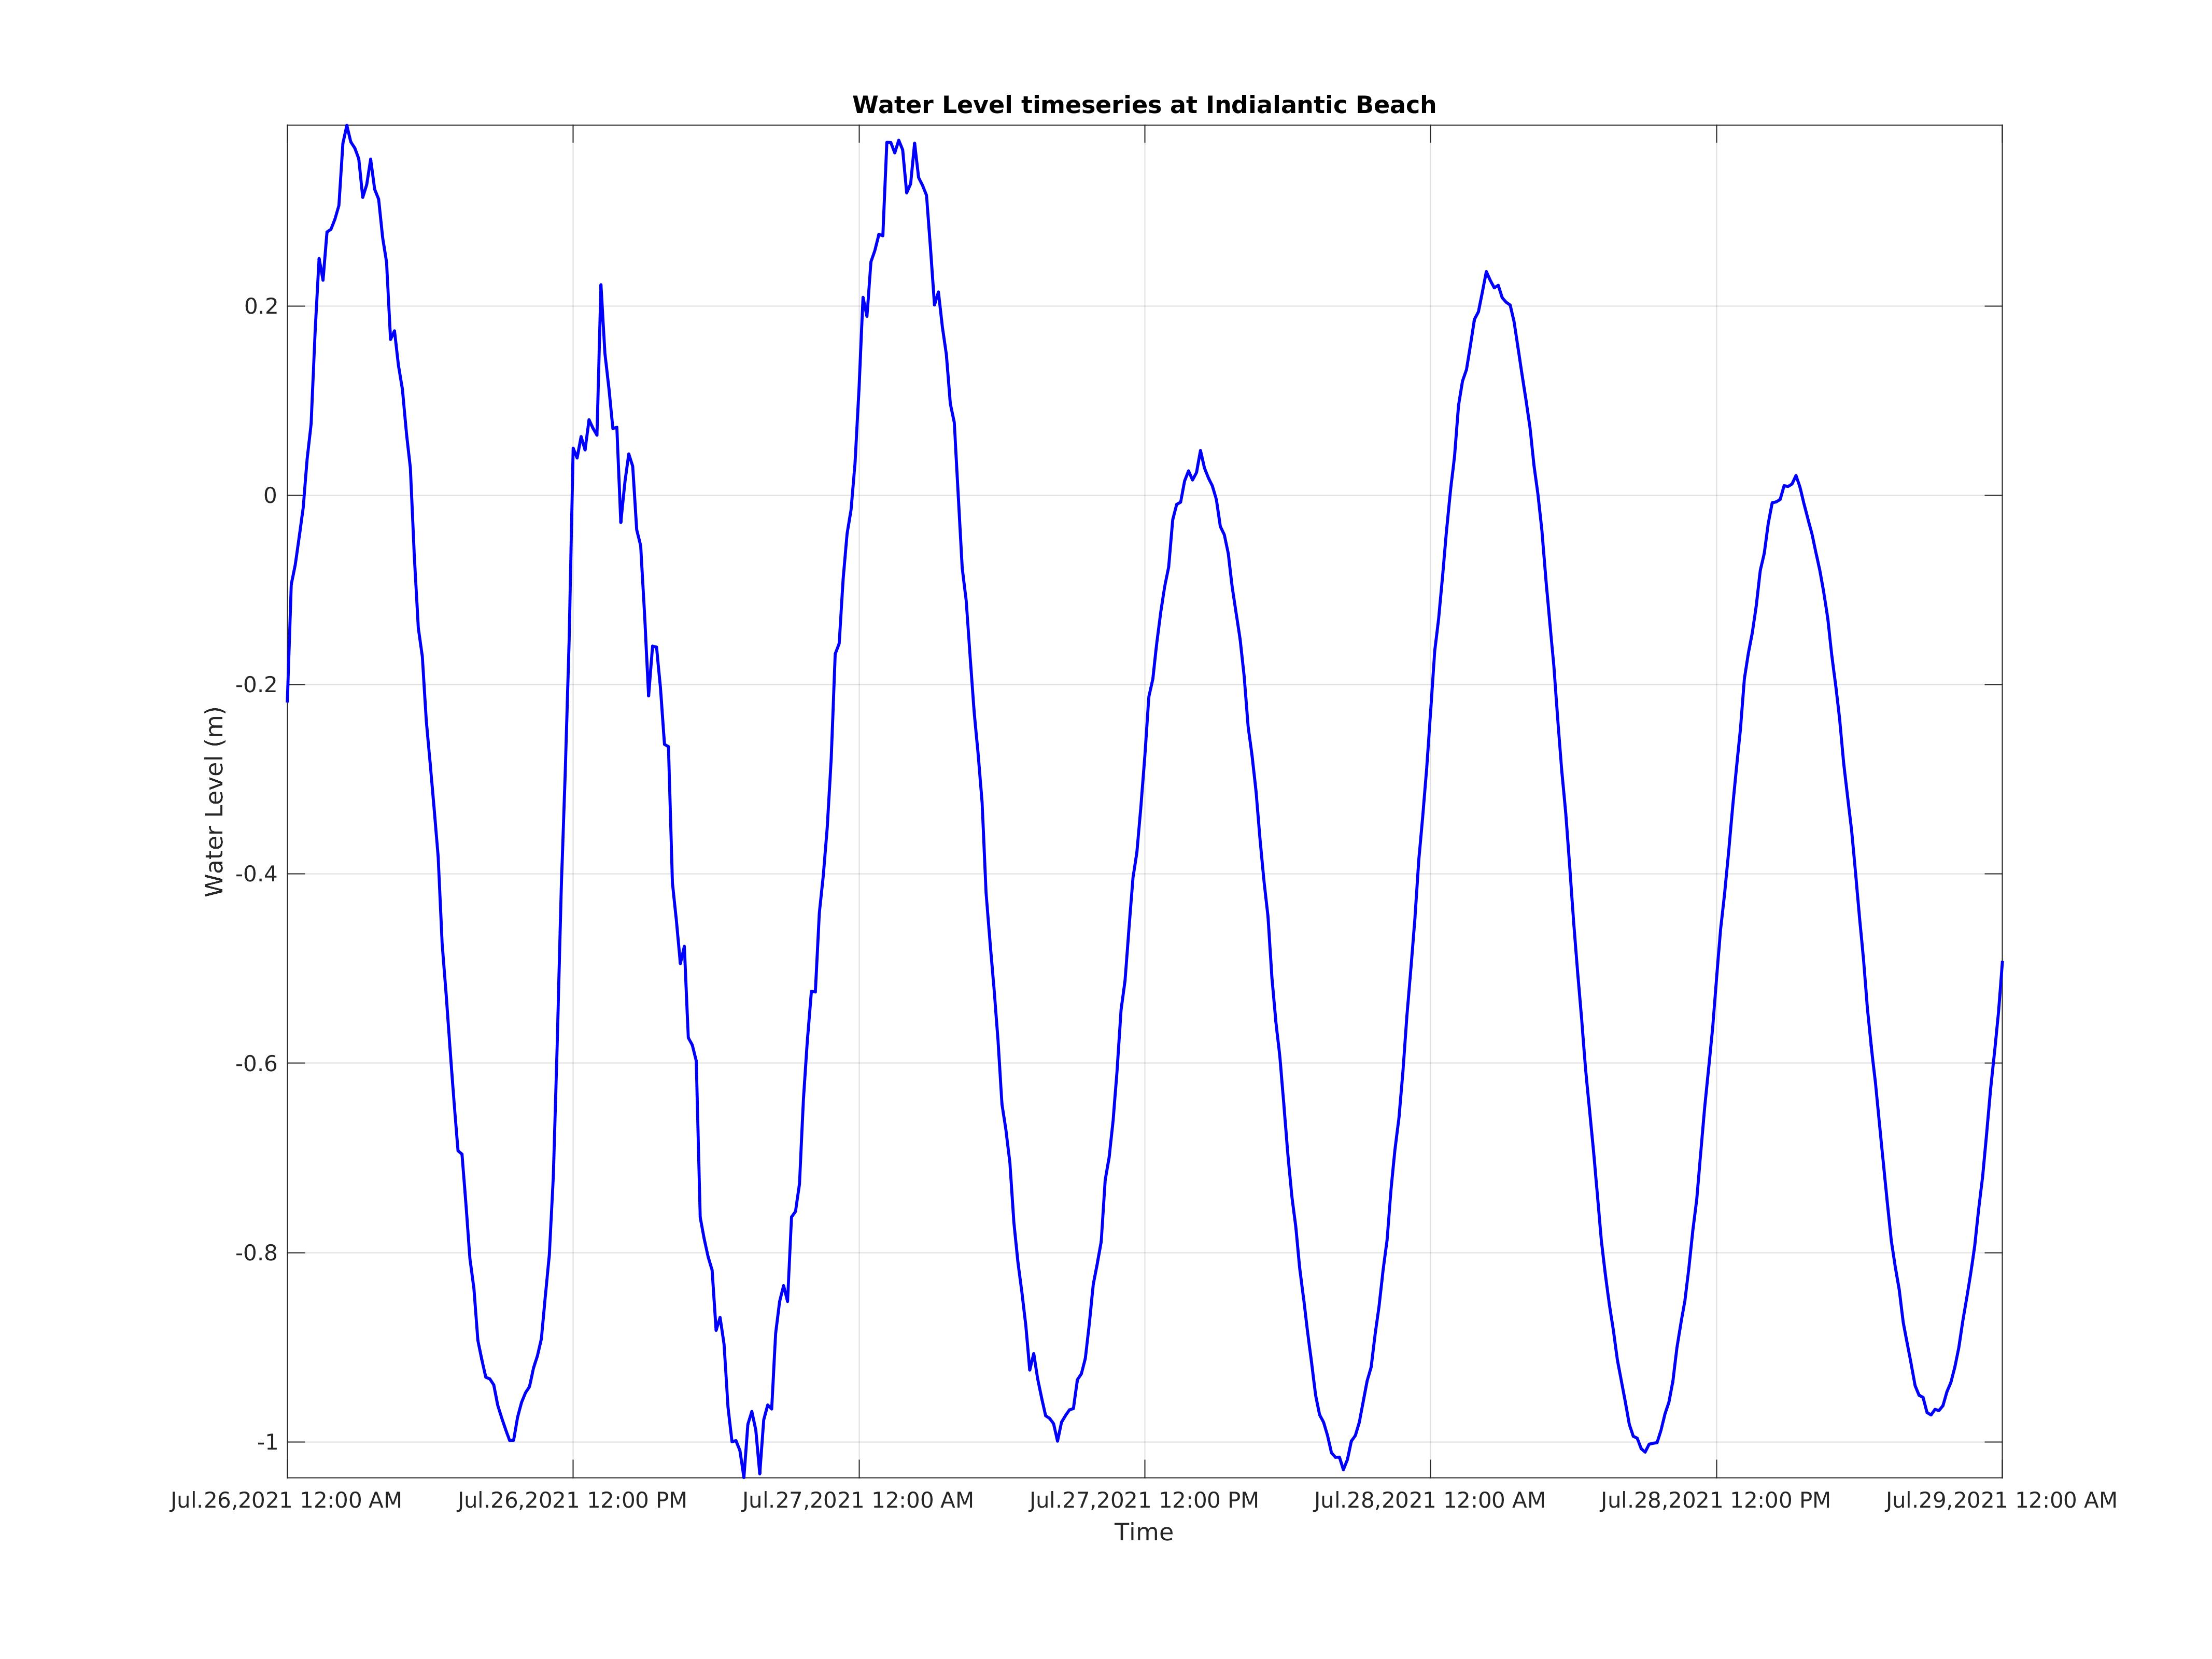 Water Level timeseries at Indialantic Beach
0.2
0
-0.2
-0.4
-0.6
-0.8
-1
Water Level (m)
Jul.26,2021 12:00 AM Jul.26,2021 12:00 PM Jul.27,2021 12:00 AM Jul.27,2021 12:00 PM Jul.28,2021 12:00 AM Jul.28,2021 12:00 PM Jul.29,2021 12:00 AM
Time